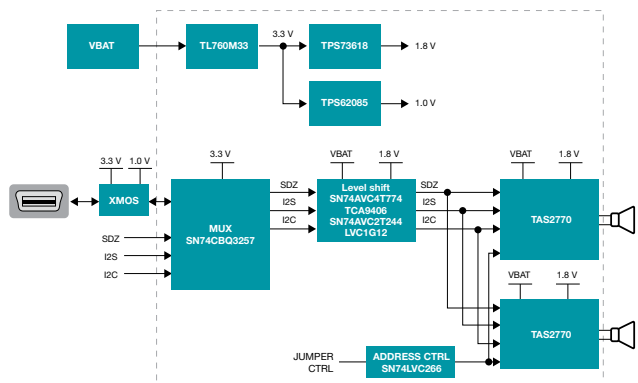 3.3 V
VBAT
TL760M33
TPS73618
1.8 V
TPS62085
1.0 V
3.3 V
1.0 V
3.3 V
VBAT
1.8 V
VBAT
1.8 V
XMOS
MUX
SN74CBQ3257
SDZ
I2S
I2C
SDZ
I2S
I2C
Level shift
SN74AVC4T774
TCA9406
SN74AVC2T244
LVC1G12
SDZ
I2S
I2C
TAS2770
VBAT
1.8 V
TAS2770
JUMPER
CTRL
ADDRESS CTRL
SN74LVC266